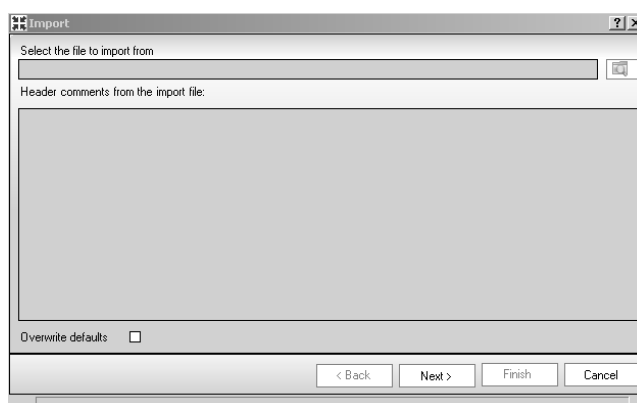 Import
Select the file to import from
Header comments from the import file:
Overwrite defaults
< Back Next > Finish Cancel